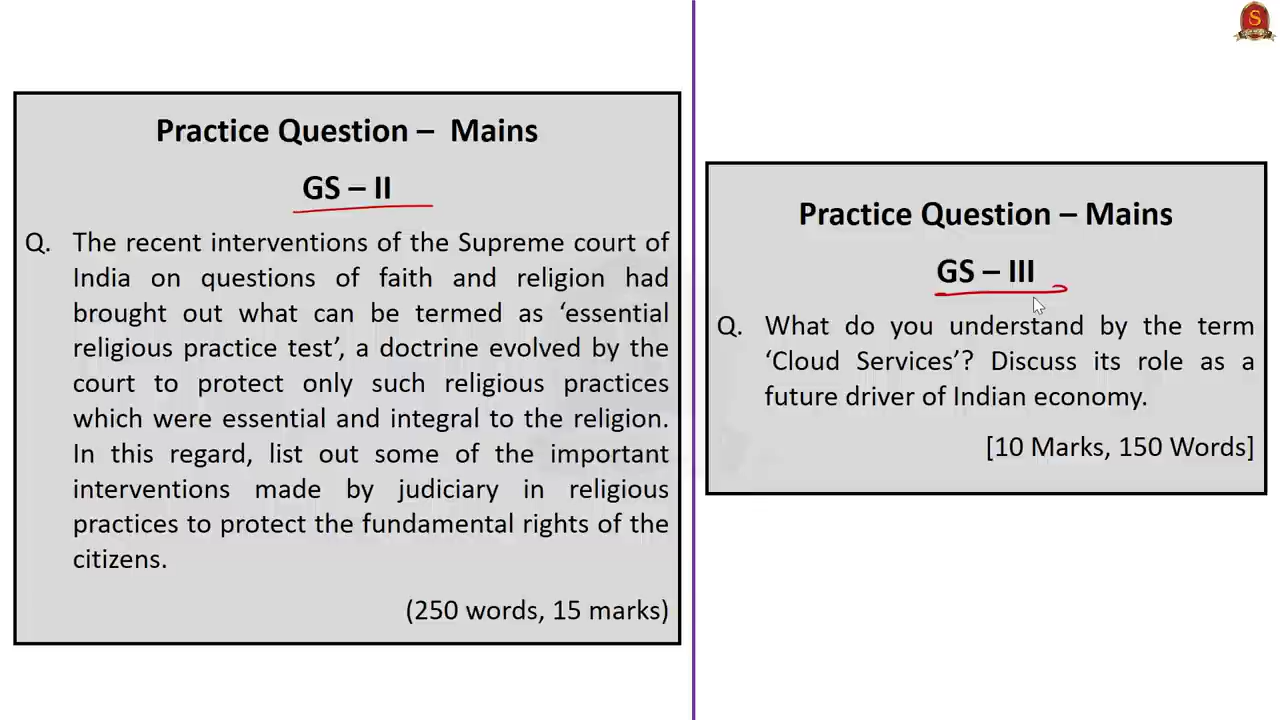 Practice Question – Mains
GS – II
Q. The recent interventions of the Supreme court of
India on questions of faith and religion had
brought out what can be termed as ‘essential
religious practice test’, a doctrine evolved by the
court to protect only such religious practices
which were essential and integral to the religion.
In this regard, list out some of the important
interventions made by judiciary in religious
practices to protect the fundamental rights of the
citizens.
(250 words, 15 marks)
Practice Question – Mains
GS – III
Q. What do you understand by the term
‘Cloud Services’? Discuss its role as a
future driver of Indian economy.
[10 Marks, 150 Words]
S